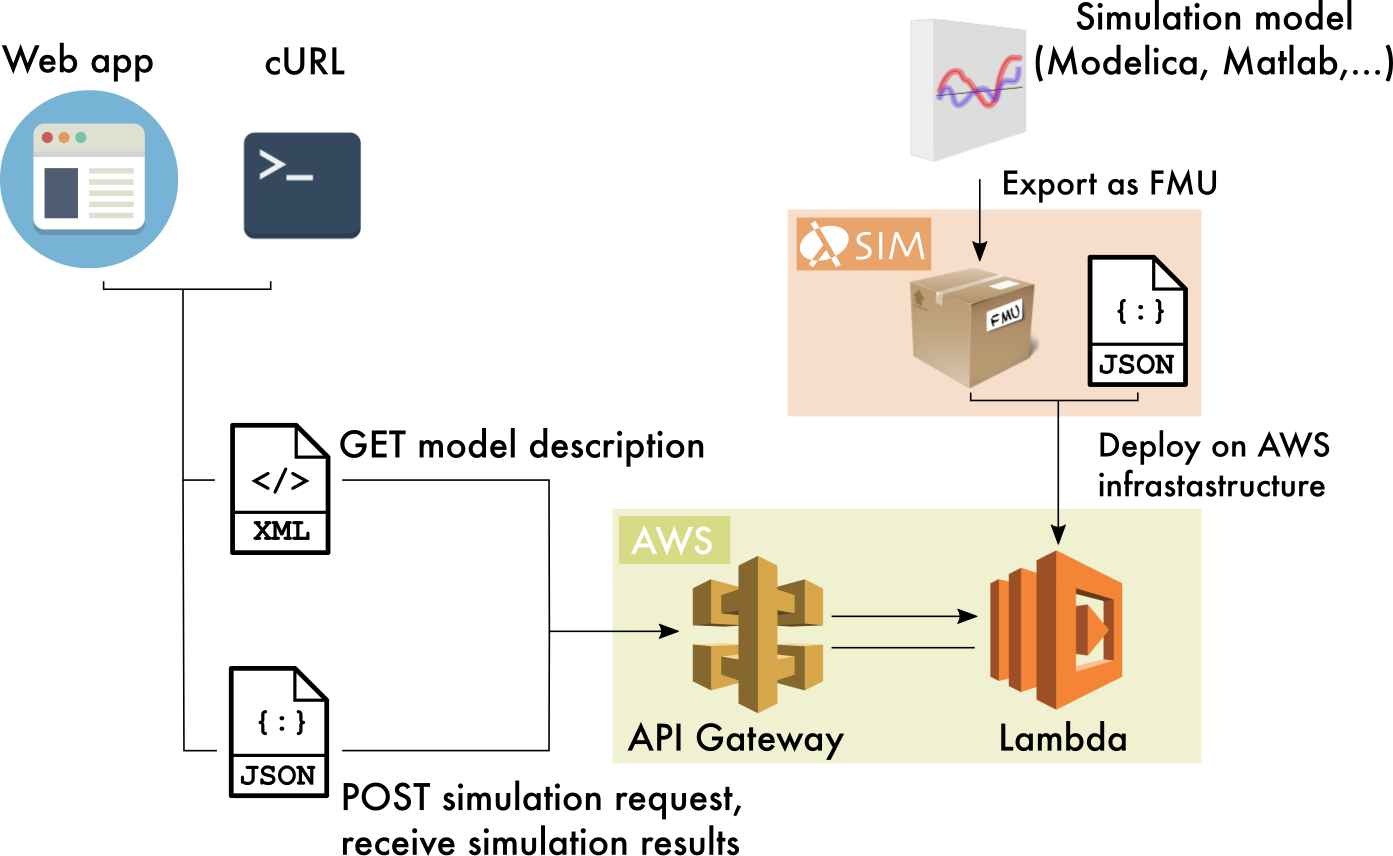 Web app
cURL
>_
Simulation model
(Modelica, Matlab,...)
Export as FMU
SIM
FMU
{:}
JSON
GET model description
</>
XML
Deploy on AWS
infrastastructure
AWS
API Gateway
Lambda
{:}
JSON
POST simulation request,
receive simulation results